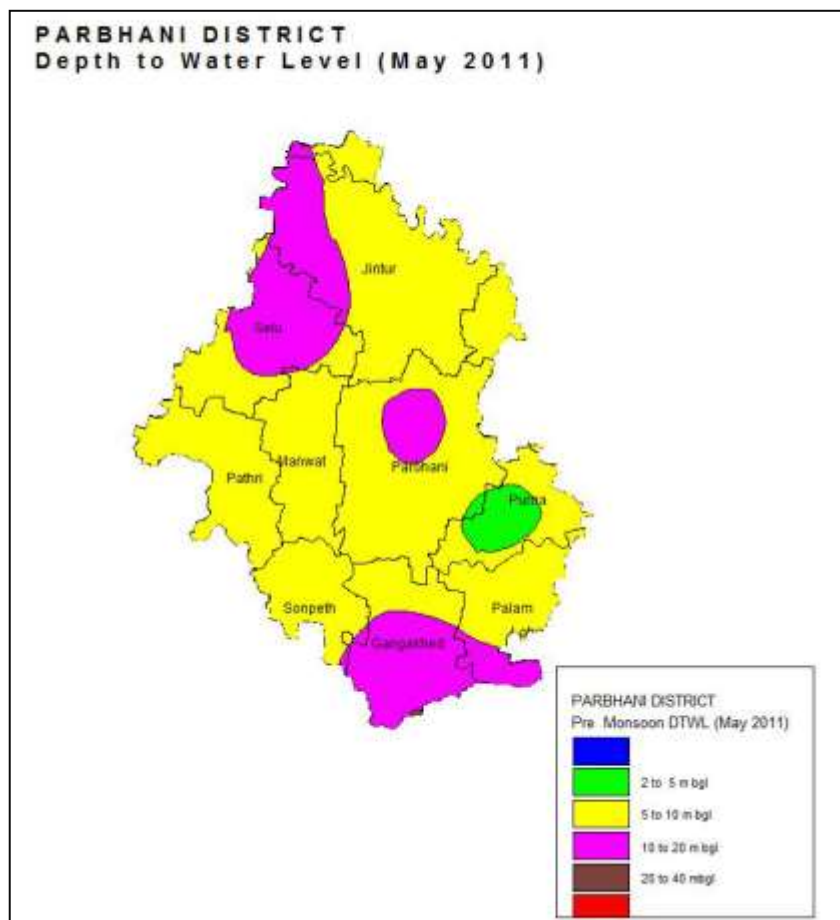 PARBHANI DISTRICT
Depth to Water Level (May 2011)
Jintur
Selu
Manwat
Pathri
Parbhani
Purna
Sonpeth
Palam
Gangakhed
PARBHANI DISTRICT
Pre Monsoon DTWL (May 2011)
2 to 5 m bgl
5 to 10 m bgl
10 to 20 m bgl
20 to 40 mbgl